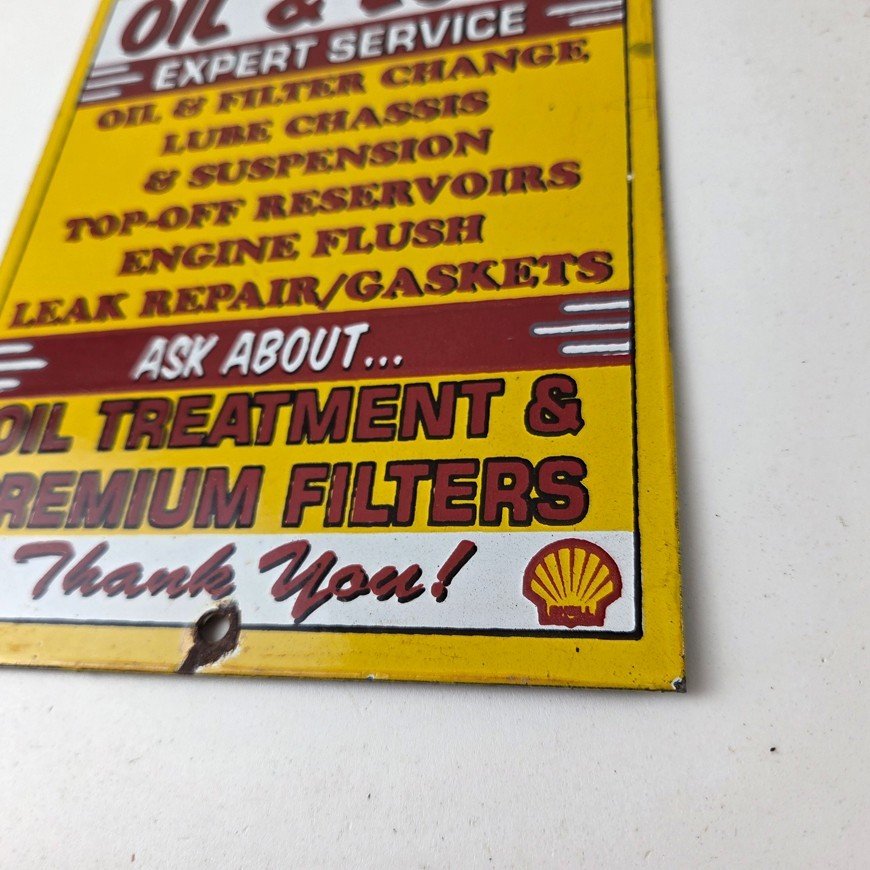 OIL &
EXPERT SERVICE
OIL & FILTER CHANGE
LUBE CHASSIS
& SUSPENSION
TOP-OFF RESERVOIRS
ENGINE FLUSH
LEAK REPAIR/GASKETS
ASK ABOUT...
OIL TREATMENT &
REMIUM FILTERS
Thank You!
SHELL